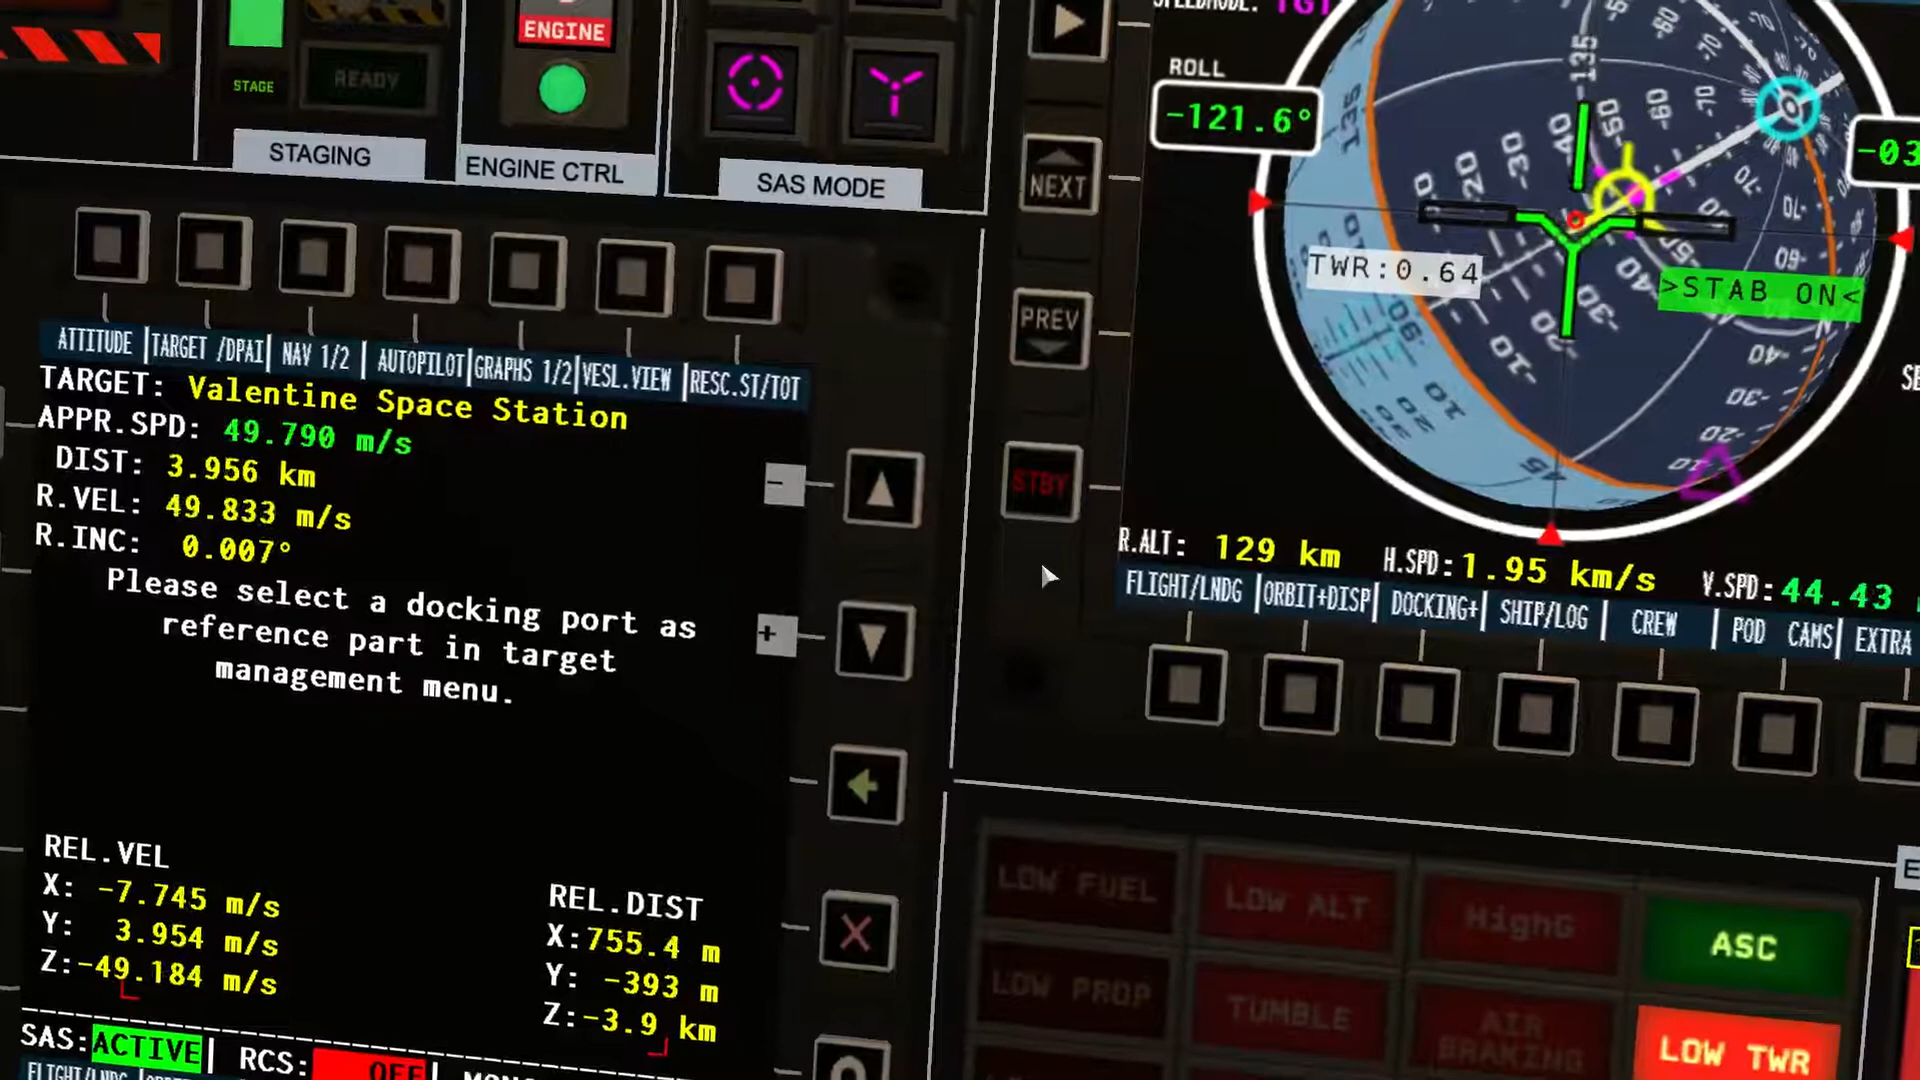 ENGINE
STAGE
READY
STAGING
ENGINE CTRL
SAS MODE
ATTITUDE |TARGET /DPAI| NAV 1/2 | AUTOPILOT|GRAPHS 1/2|VESL.VIEW |RESC.ST/TOT
TARGET: Valentine Space Station
APPR.SPD: 49.790 m/s
DIST: 3.956 km
R.VEL: 49.833 m/s
R.INC: 0.007°
Please select a docking port as
reference part in target
management menu.
-
+
REL.VEL
X: -7.745 m/s
Y: 3.954 m/s
Z:-49.184 m/s
REL.DIST
X:755.4 m
Y: -393 m
Z:-3.9 km
SAS:ACTIVE| RCS: OFF|
NEXT
PREV
STBY
ROLL
-121.6°
-03
TWR:0.64
>STAB ON<
R.ALT: 129 km H.SPD:1.95 km/s V.SPD:44.43
FLIGHT/LNDG |ORBIT+DISP| DOCKING+| SHIP/LOG | CREW | POD CAMS| EXTRA
LOW FUEL
LOW ALT
HighG
ASC
LOW PROP
TUMBLE
AIR
BRAKING
LOW TWR